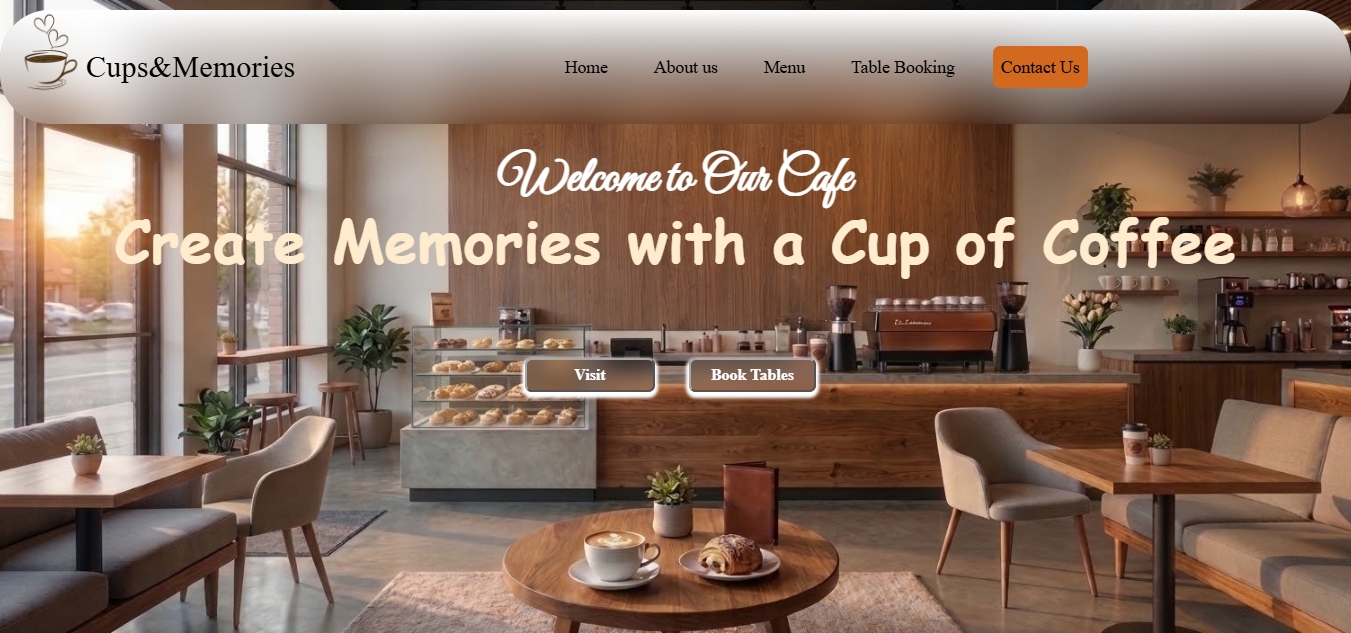 Cups&Memories
Home About us Menu Table Booking Contact Us
Welcome to Our Cafe
Create Memories with a Cup of Coffee
Visit Book Tables